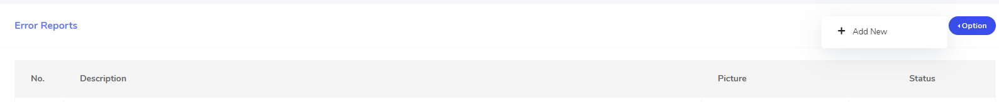 Error Reports
+ Add New
Option
No. Description Picture Status